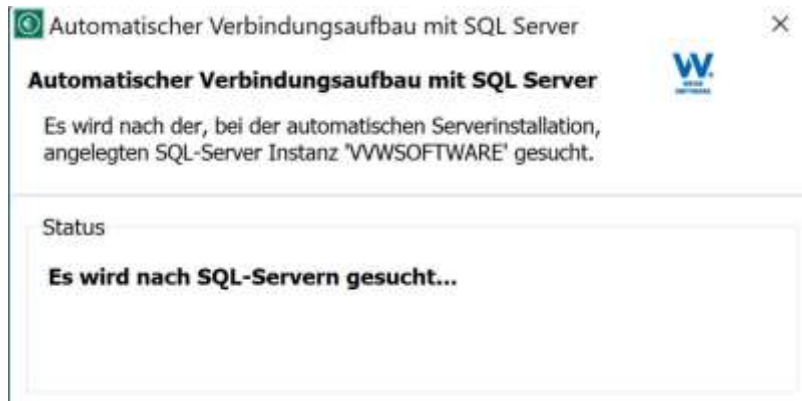 Automatischer Verbindungsaufbau mit SQL Server
Automatischer Verbindungsaufbau mit SQL Server
Es wird nach der, bei der automatischen Serverinstallation,
angelegten SQL-Server Instanz 'VVWSOFTWARE' gesucht.
Status
Es wird nach SQL-Servern gesucht...